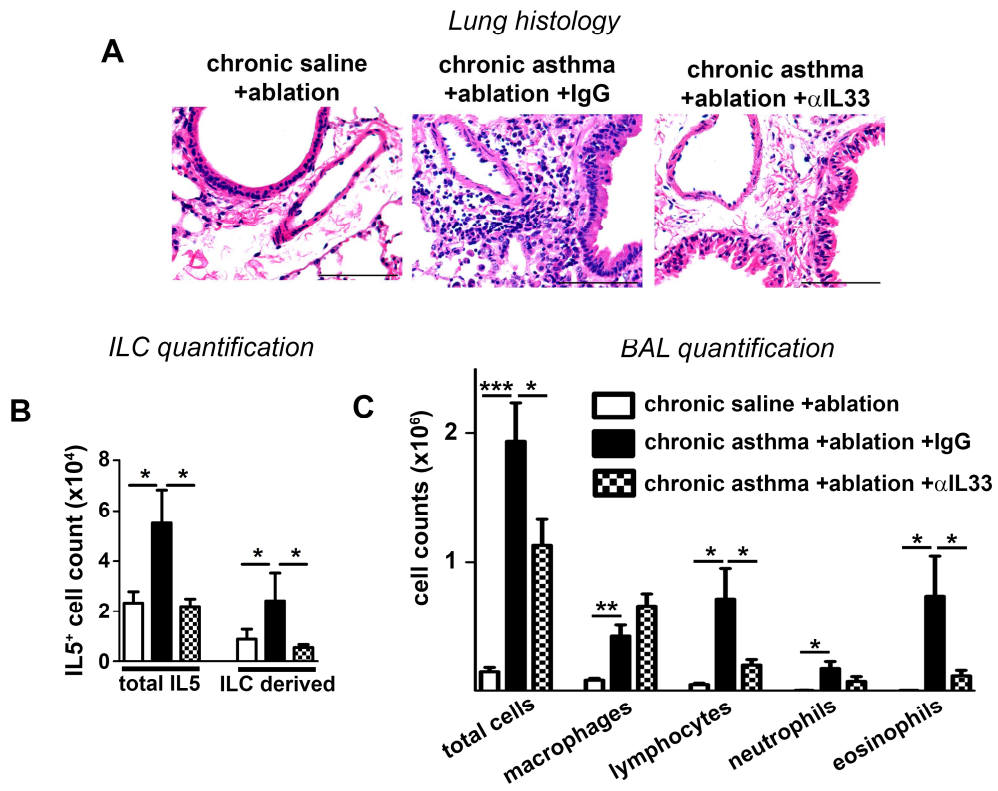 Lung histology
A
chronic saline
+ablation
chronic asthma
+ablation +IgG
chronic asthma
+ablation +αIL33
ILC quantification
B
IL5⁺ cell count (x10⁴)
8
6
4
2
0
*
*
*
*
total IL5
ILC derived
BAL quantification
C
cell counts (x10⁶)
2
1
*** *
**
* *
*
* *
chronic saline +ablation
chronic asthma +ablation +IgG
chronic asthma +ablation +αIL33
total cells
macrophages
lymphocytes
neutrophils
eosinophils